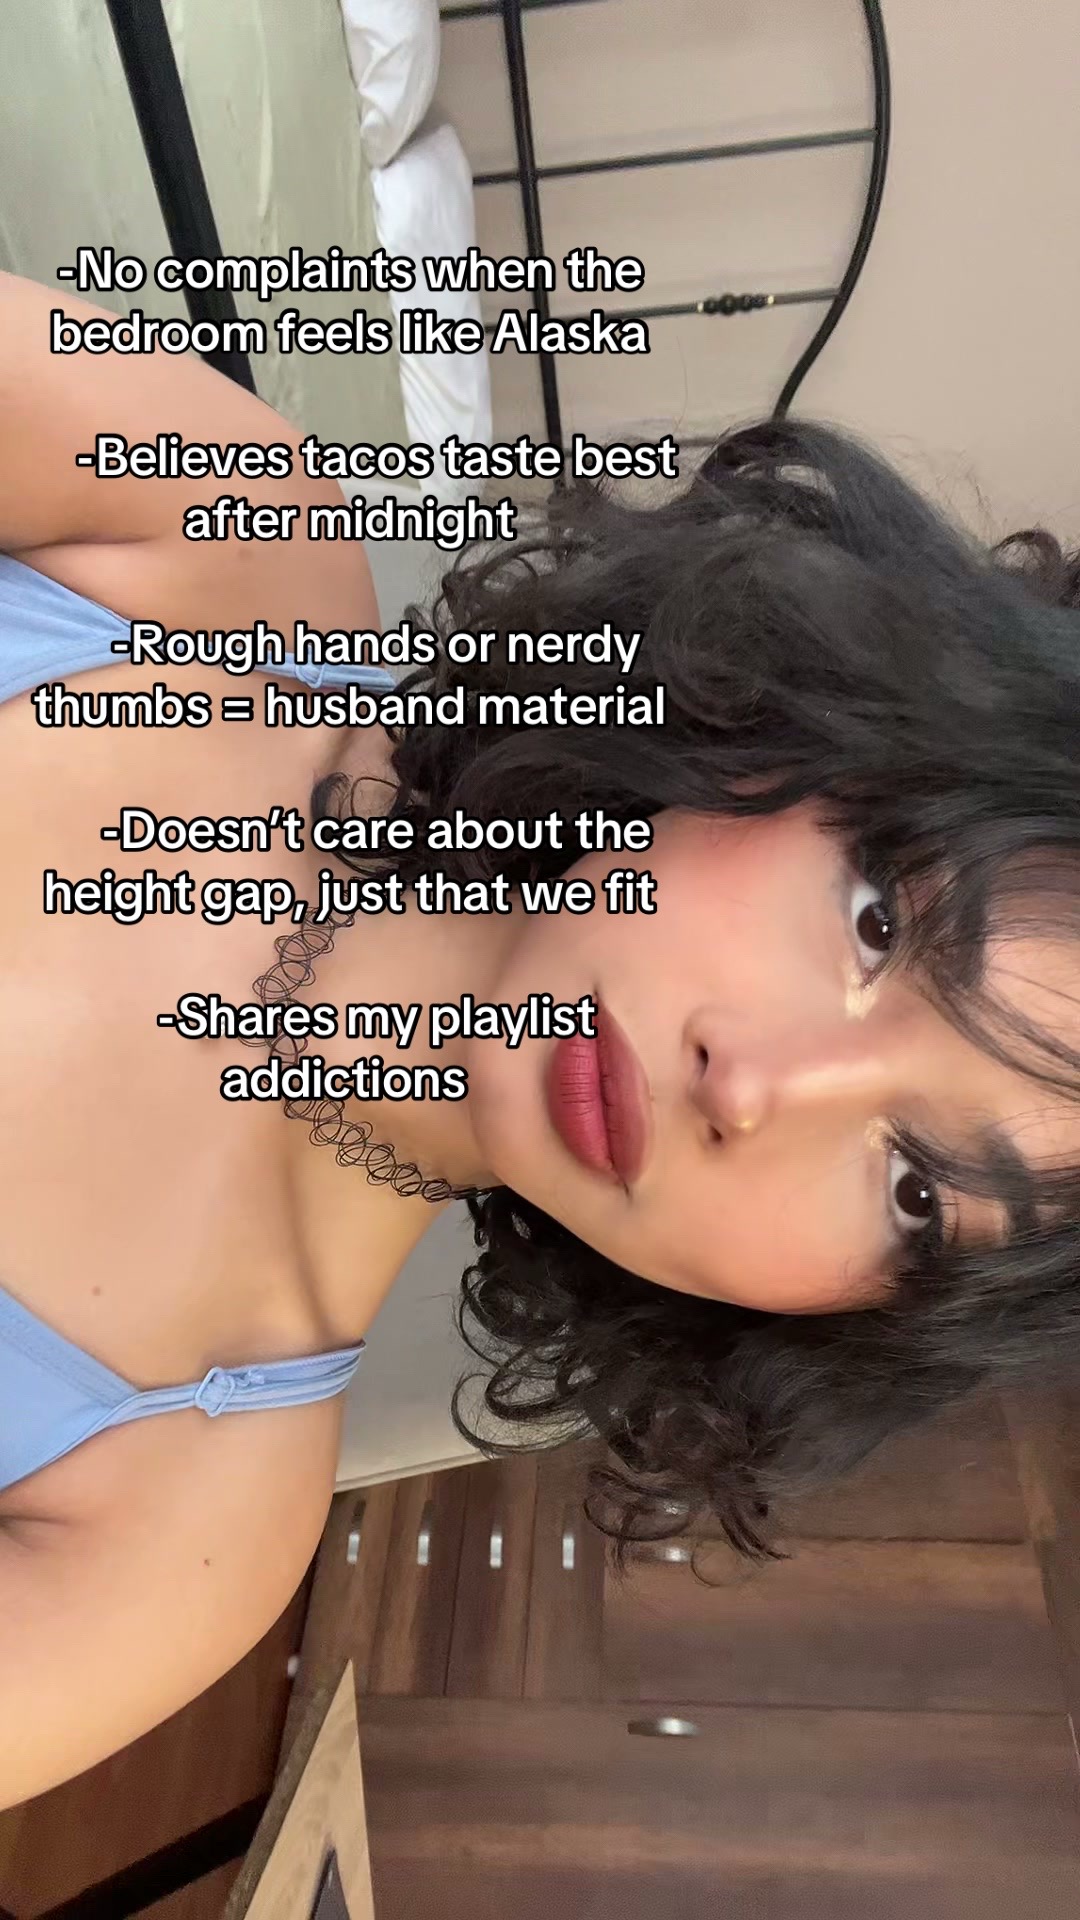 -No complaints when the
bedroom feels like Alaska
-Believes tacos taste best
after midnight
-Rough hands or nerdy
thumbs = husband material
-Doesn’t care about the
height gap, just that we fit
-Shares my playlist
addictions